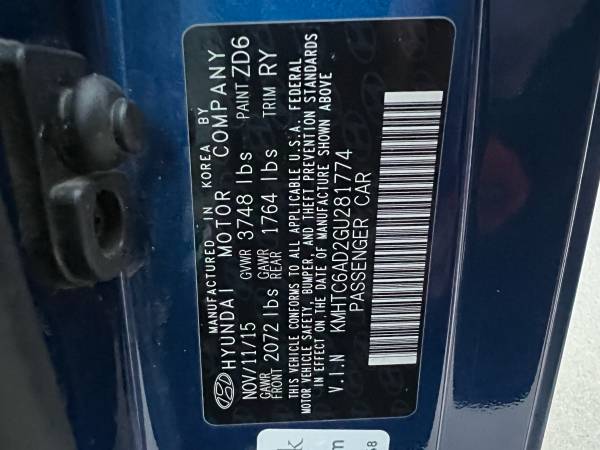 MANUFACTURED IN KOREA BY
HYUNDAI MOTOR COMPANY
NOV/11/15 GVWR 3748 lbs PAINT ZD6
GAWR FRONT 2072 lbs GAWR REAR 1764 lbs TRIM RY
THIS VEHICLE CONFORMS TO ALL APPLICABLE U.S.A. FEDERAL
MOTOR VEHICLE SAFETY, BUMPER, AND THEFT PREVENTION STANDARDS
IN EFFECT ON THE DATE OF MANUFACTURE SHOWN ABOVE
V.I.N KMHTC6AD2GU281774
PASSENGER CAR